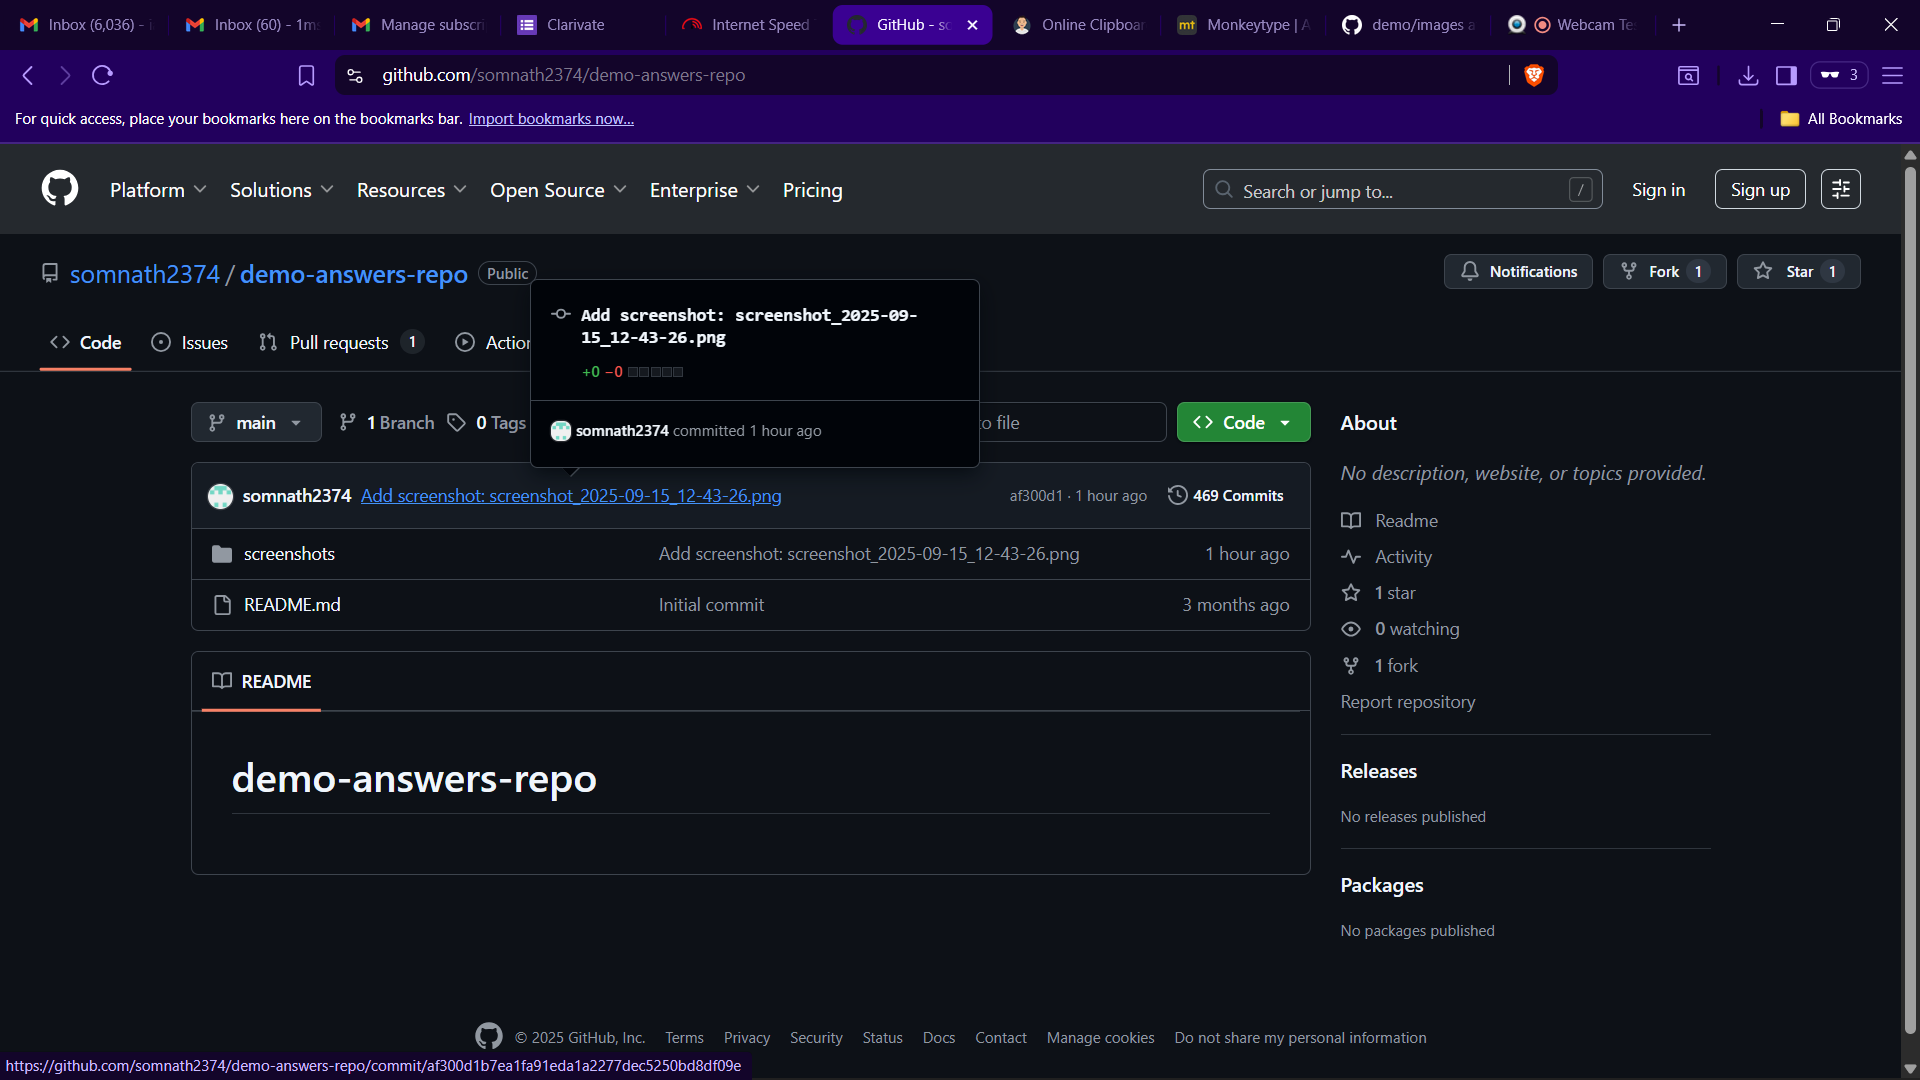 Inbox (6,036) - i
Inbox (60) - 1m
Manage subscri
Clarivate
Internet Speed
GitHub - so
Online Clipboar
mt
Monkeytype | A
demo/images a
Webcam Te
github.com/somnath2374/demo-answers-repo
3
For quick access, place your bookmarks here on the bookmarks bar. Import bookmarks now...
All Bookmarks
Platform
Solutions
Resources
Open Source
Enterprise
Pricing
Search or jump to...
/
Sign in
Sign up
somnath2374 / demo-answers-repo Public
Notifications
Fork 1
Star 1
Code
Issues
Pull requests 1
Action
Add screenshot: screenshot_2025-09-
15_12-43-26.png
+0 −0
somnath2374 committed 1 hour ago
main
1 Branch
0 Tags
o file
Code
somnath2374 Add screenshot: screenshot_2025-09-15_12-43-26.png
af300d1 · 1 hour ago
469 Commits
screenshots
Add screenshot: screenshot_2025-09-15_12-43-26.png
1 hour ago
README.md
Initial commit
3 months ago
README
demo-answers-repo
About
No description, website, or topics provided.
Readme
Activity
1 star
0 watching
1 fork
Report repository
Releases
No releases published
Packages
No packages published
© 2025 GitHub, Inc.
Terms
Privacy
Security
Status
Docs
Contact
Manage cookies
Do not share my personal information
https://github.com/somnath2374/demo-answers-repo/commit/af300d1b7ea1fa91eda1a2277dec5250bd8df09e